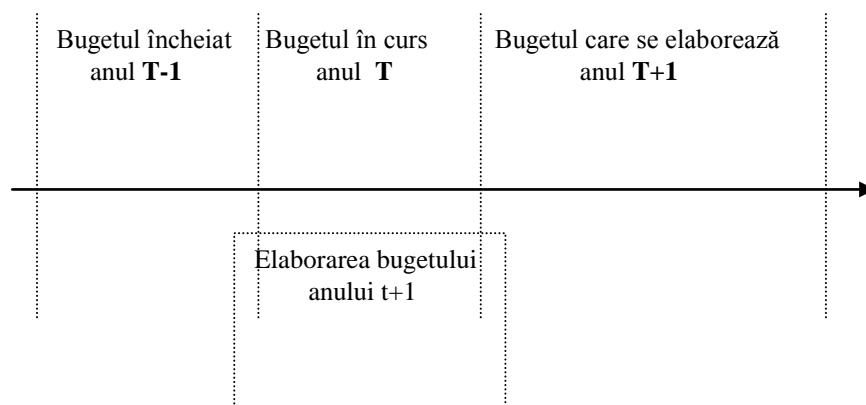 Bugetul încheiat
anul T-1
Bugetul în curs
anul T
Bugetul care se elaborează
anul T+1
Elaborarea bugetului
anului t+1